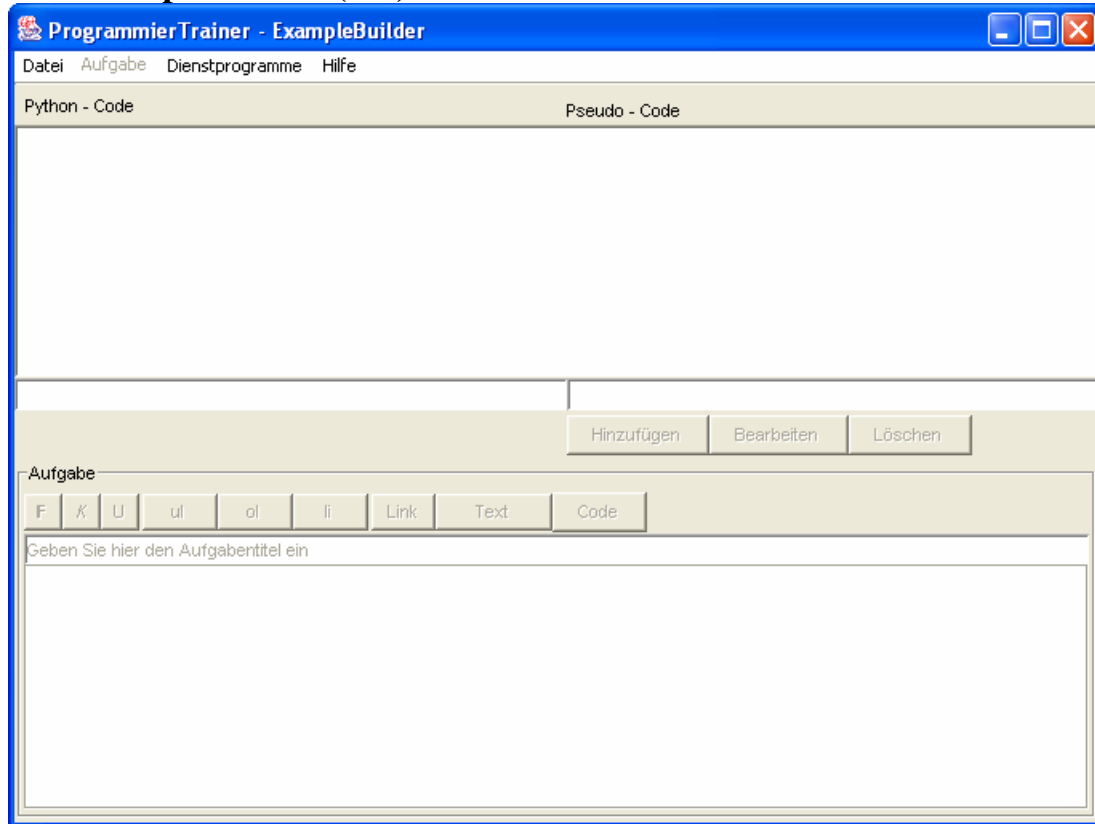 ProgrammierTrainer - ExampleBuilder
Datei Aufgabe Dienstprogramme Hilfe
Python - Code Pseudo - Code
Hinzufügen Bearbeiten Löschen
Aufgabe
F K U ul ol li Link Text Code
Geben Sie hier den Aufgabentitel ein